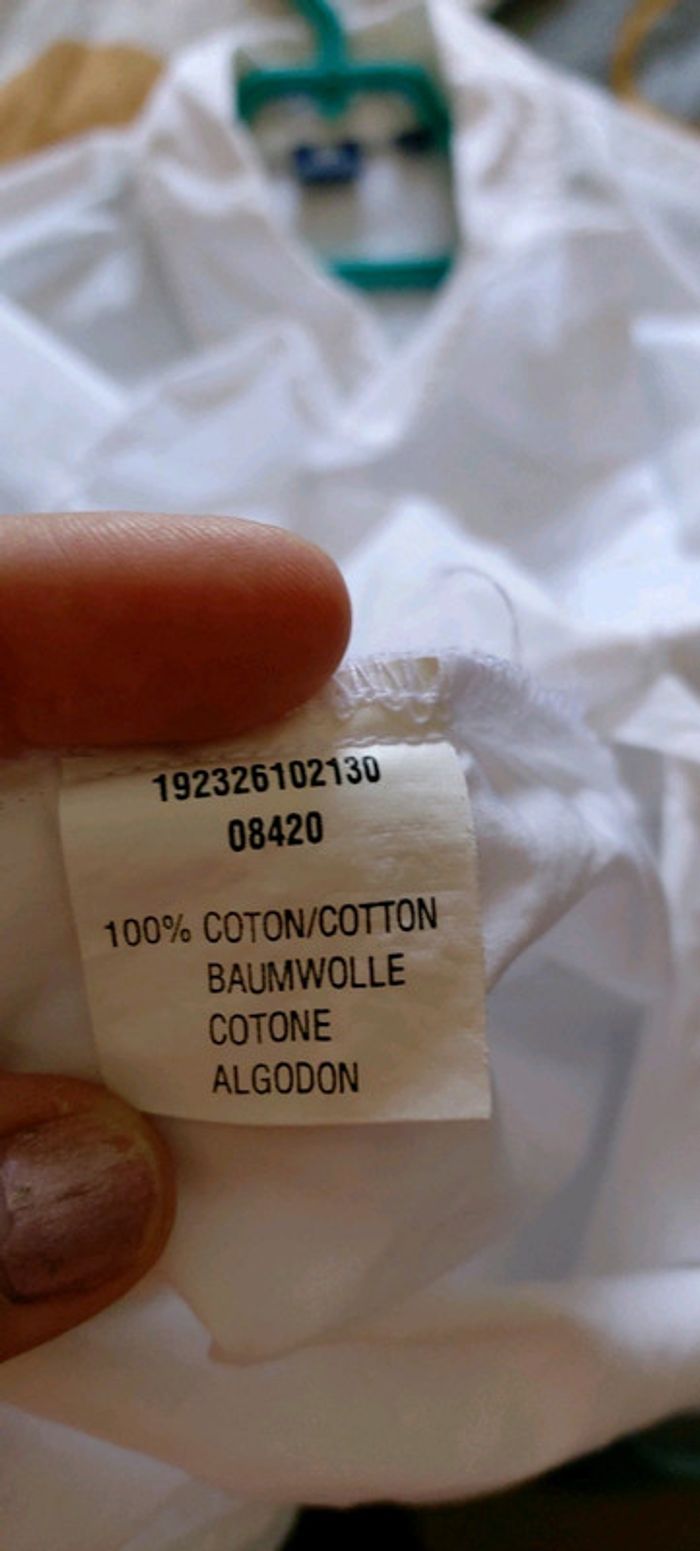 192326102130
08420
100% COTON/COTTON
BAUMWOLLE
COTONE
ALGODON